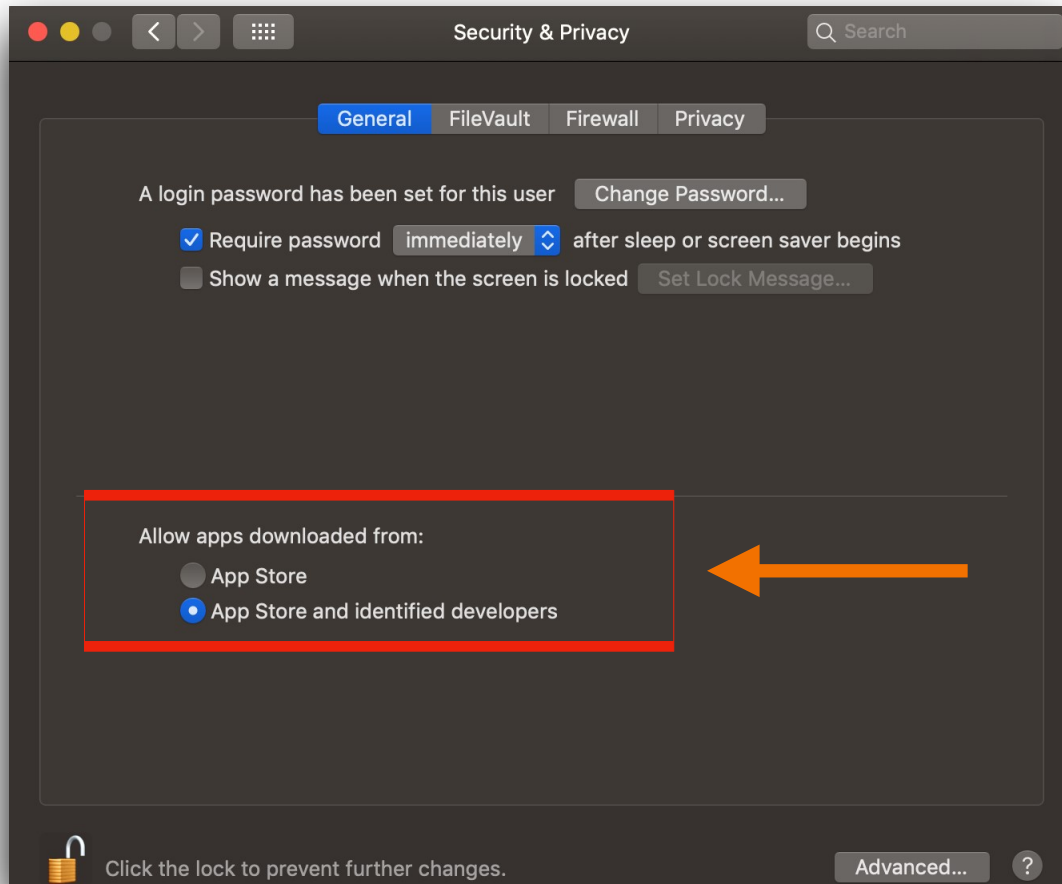 Security & Privacy
Search
General FileVault Firewall Privacy
A login password has been set for this user Change Password...
Require password immediately after sleep or screen saver begins
Show a message when the screen is locked Set Lock Message...
Allow apps downloaded from:
App Store
App Store and identified developers
Click the lock to prevent further changes.
Advanced... ?